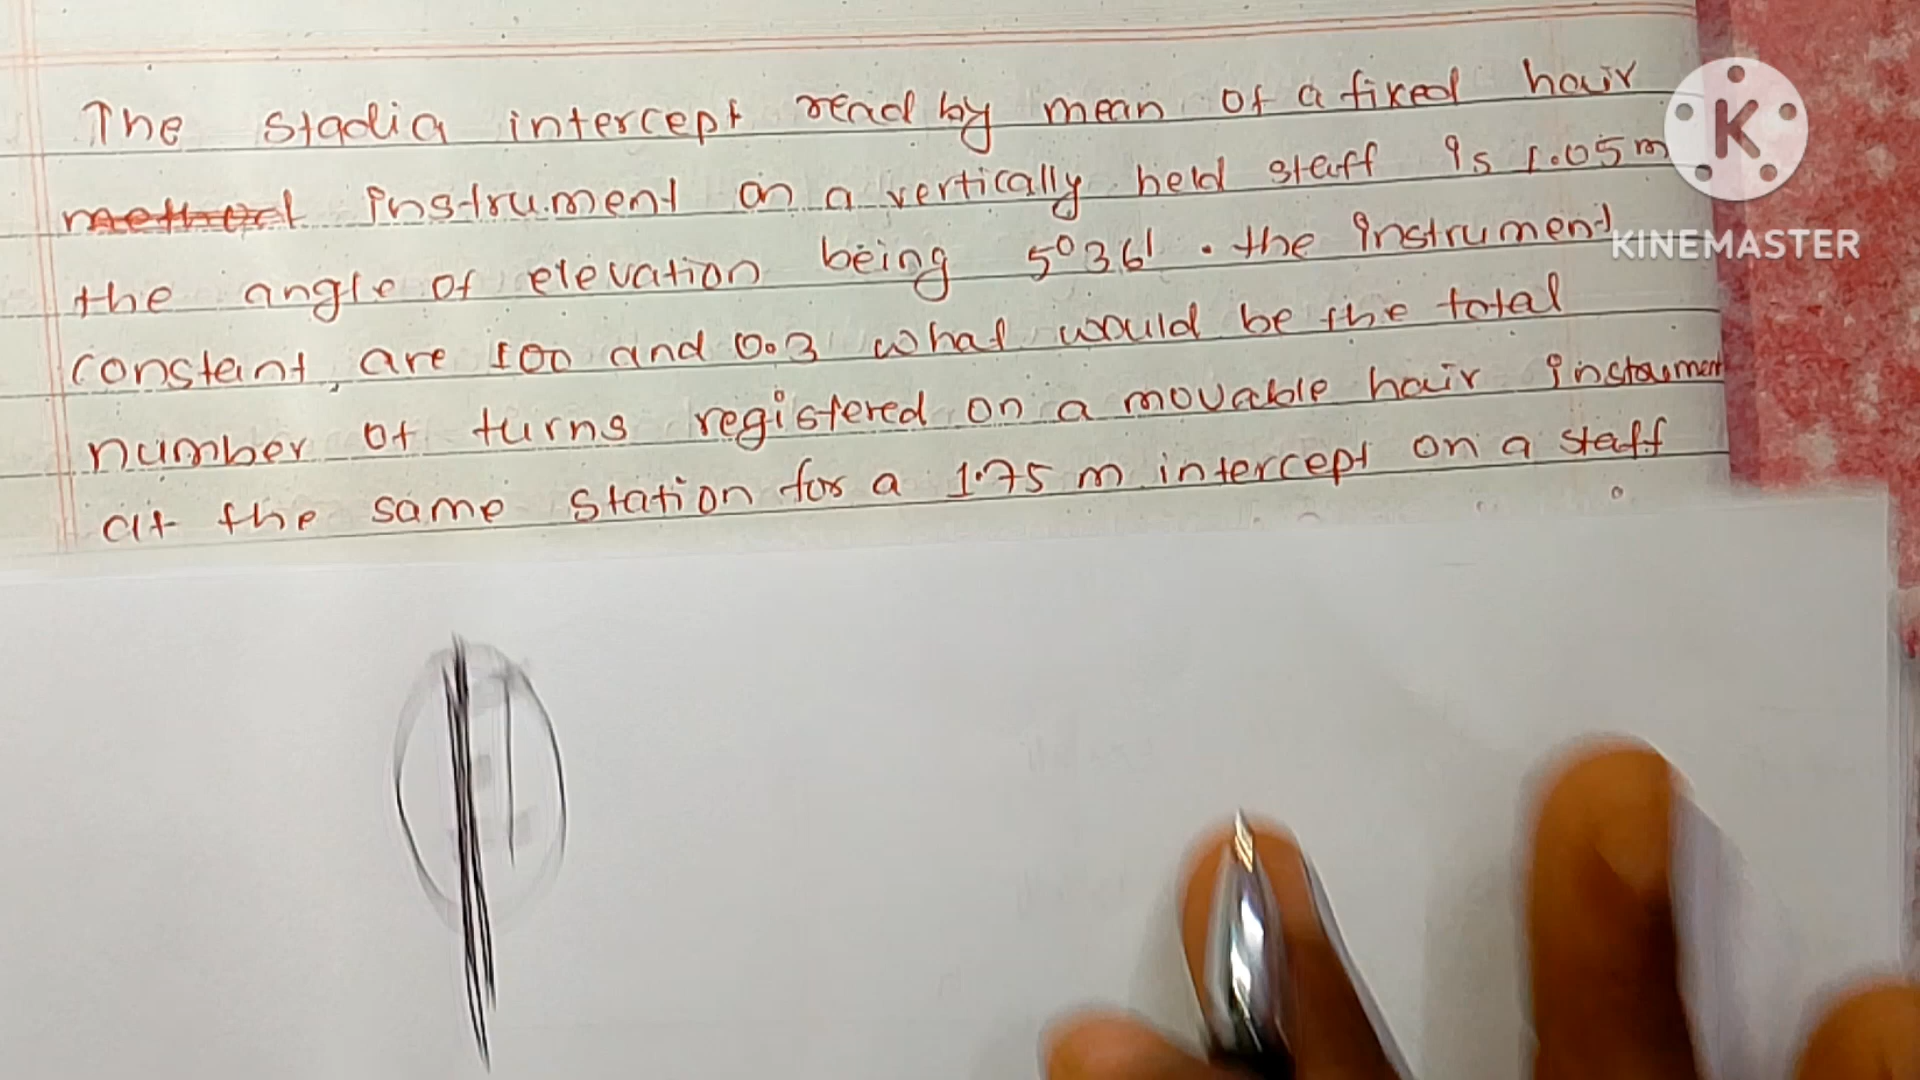 The stadia intercept read by mean of a fixed hair
instrument on a vertically held staff is 1.05m
the angle of elevation being 5°36'. the instrument
constant, are 100 and 0.3 what would be the total
number of turns registered on a movable hair instrument
at the same station for a 1.75 m intercept on a staff
K
KINEMASTER